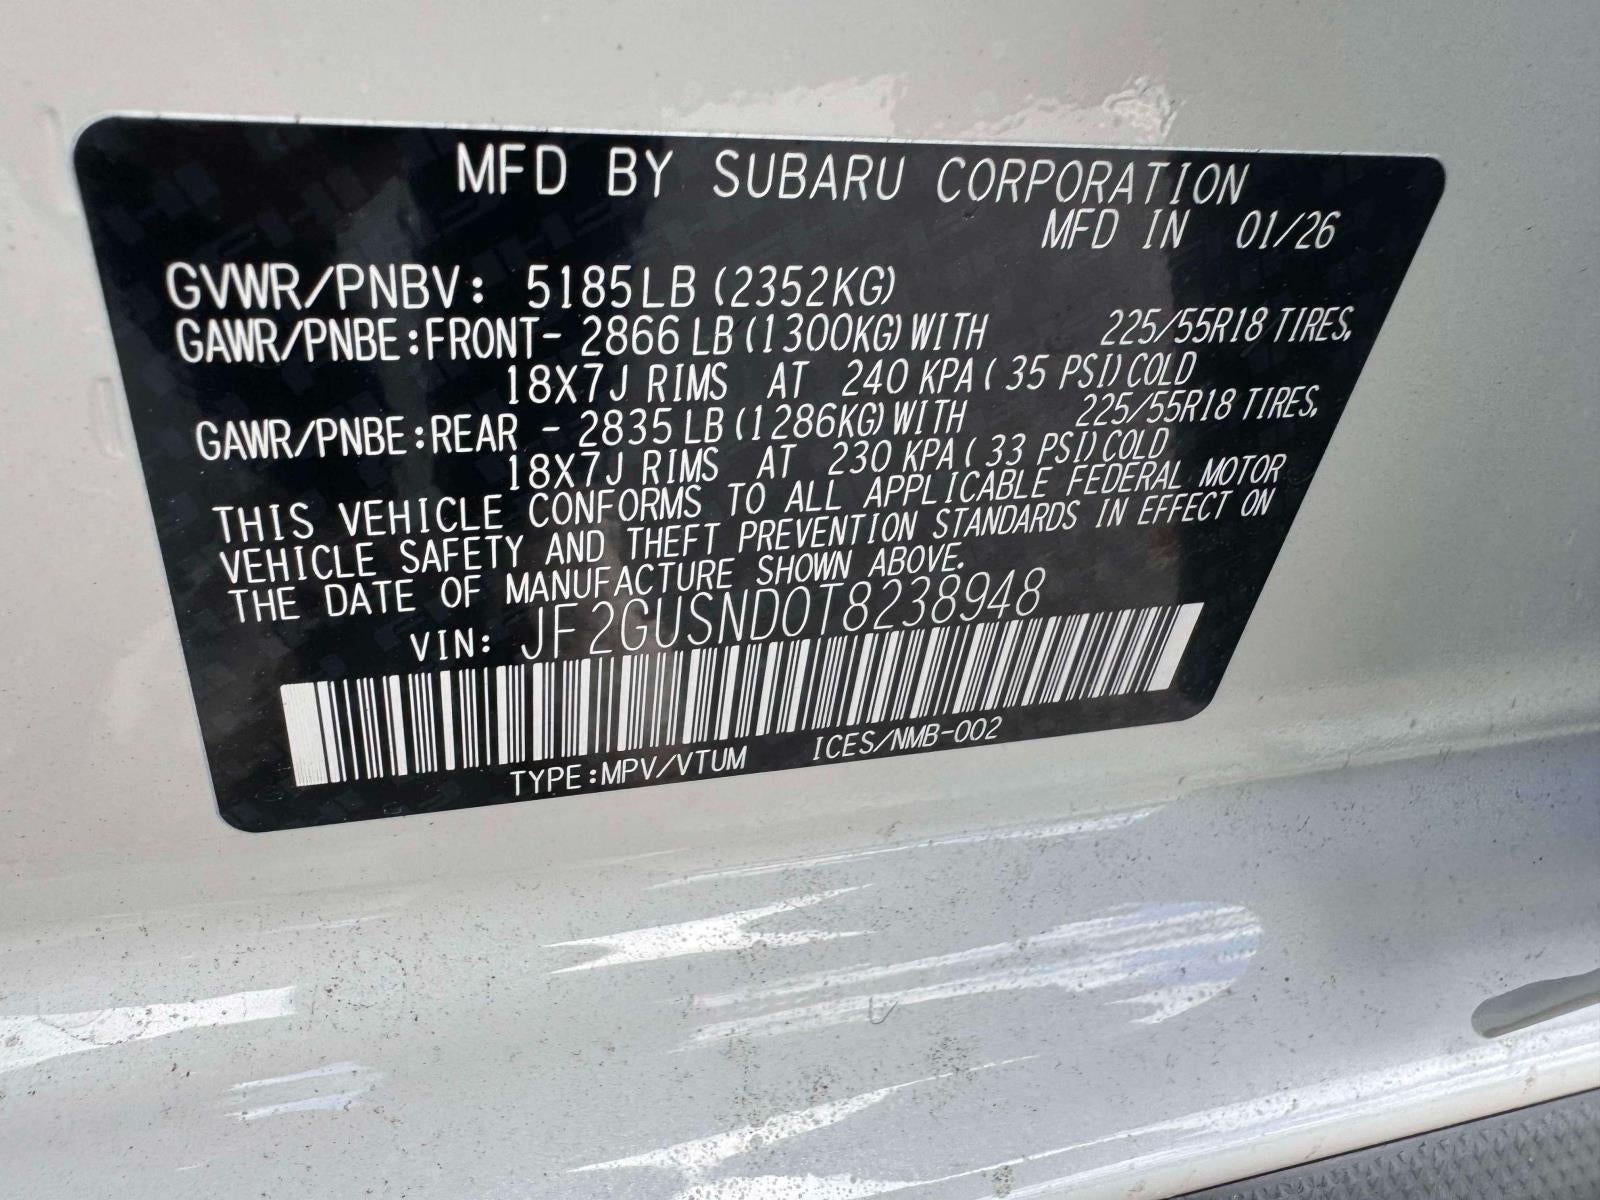 MFD BY SUBARU CORPORATION
MFD IN 01/26
GVWR/PNBV: 5185LB (2352KG)
GAWR/PNBE:FRONT- 2866 LB (1300KG)WITH 225/55R18 TIRES,
18X7J RIMS AT 240 KPA( 35 PSI)COLD
GAWR/PNBE:REAR - 2835 LB (1286KG)WITH 225/55R18 TIRES,
18X7J RIMS AT 230 KPA( 33 PSI)COLD
THIS VEHICLE CONFORMS TO ALL APPLICABLE FEDERAL MOTOR
VEHICLE SAFETY AND THEFT PREVENTION STANDARDS IN EFFECT ON
THE DATE OF MANUFACTURE SHOWN ABOVE.
VIN: JF2GUSND0T8238948
TYPE:MPV/VTUM ICES/NMB-002